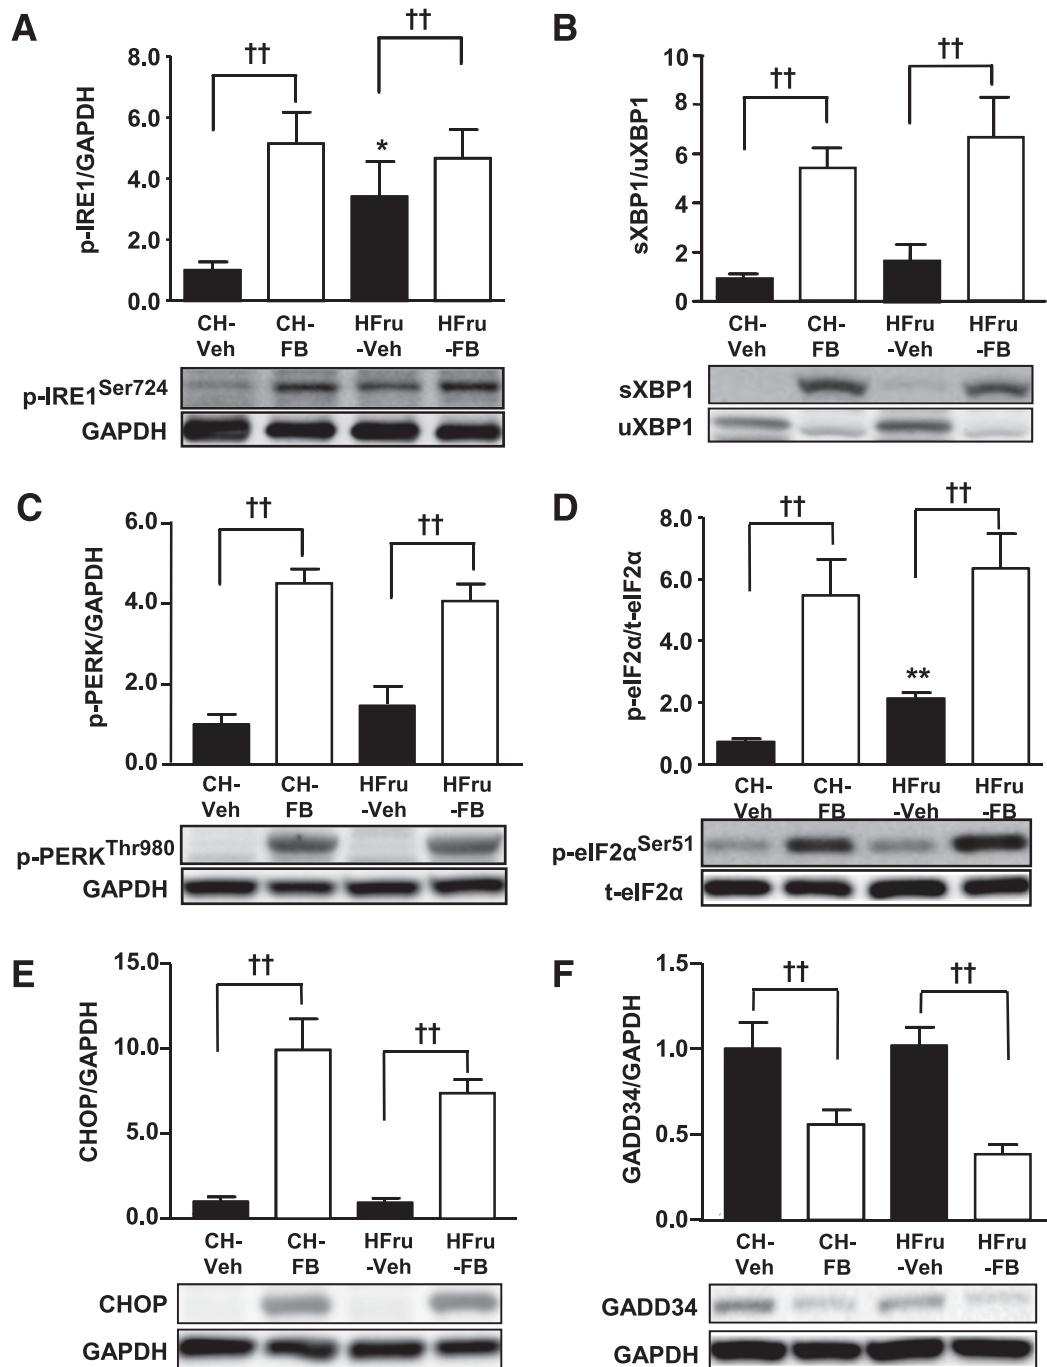 A
p-IRE1/GAPDH
8.0
6.0
4.0
2.0
0.0
††
††
*
CH-
Veh
CH-
FB
HFru
-Veh
HFru
-FB
p-IRE1Ser724
GAPDH
B
sXBP1/uXBP1
10
8
6
4
2
0
††
††
CH-
Veh
CH-
FB
HFru
-Veh
HFru
-FB
sXBP1
uXBP1
C
p-PERK/GAPDH
6.0
4.0
2.0
0.0
††
††
CH-
Veh
CH-
FB
HFru
-Veh
HFru
-FB
p-PERKThr980
GAPDH
D
p-eIF2α/t-eIF2α
8.0
6.0
4.0
2.0
0.0
††
††
**
CH-
Veh
CH-
FB
HFru
-Veh
HFru
-FB
p-eIF2αSer51
t-eIF2α
E
CHOP/GAPDH
15.0
10.0
5.0
0.0
††
††
CH-
Veh
CH-
FB
HFru
-Veh
HFru
-FB
CHOP
GAPDH
F
GADD34/GAPDH
1.5
1.0
0.5
0.0
††
††
CH-
Veh
CH-
FB
HFru
-Veh
HFru
-FB
GADD34
GAPDH